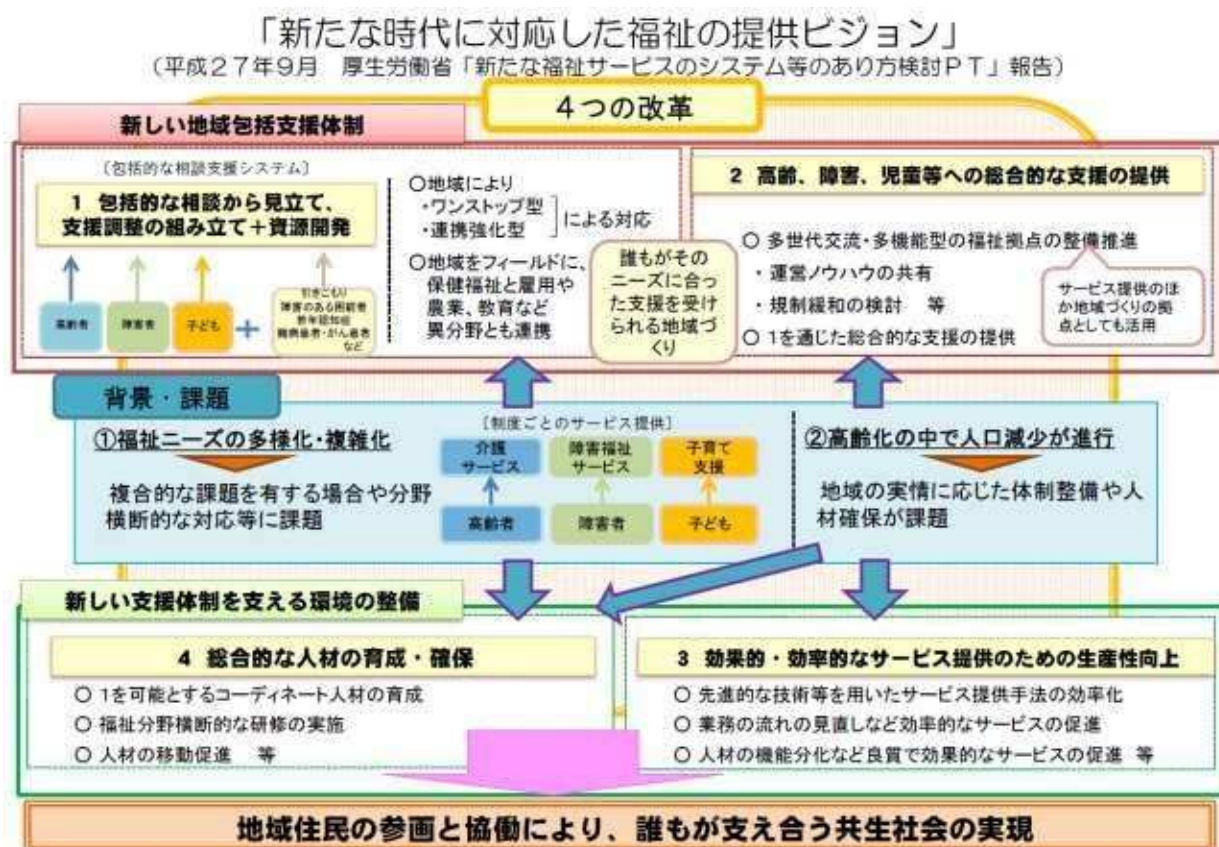 「新たな時代に対応した福祉の提供ビジョン」
（平成２７年９月　厚生労働省「新たな福祉サービスのシステム等のあり方検討ＰＴ」報告）
４つの改革
新しい地域包括支援体制
〔包括的な相談支援システム〕
1 包括的な相談から見立て、
支援調整の組み立て＋資源開発
高齢者
障害者
子ども
＋
引きこもり
障害のある困窮者
若年認知症
難病患者・がん患者
など
○地域により
・ワンストップ型
・連携強化型
による対応
○地域をフィールドに、
保健福祉と雇用や
農業、教育など
異分野とも連携
誰もがその
ニーズに合っ
た支援を受け
られる地域づ
くり
2 高齢、障害、児童等への総合的な支援の提供
○ 多世代交流・多機能型の福祉拠点の整備推進
・運営ノウハウの共有
・規制緩和の検討　等
○ 1を通じた総合的な支援の提供
サービス提供のほ
か地域づくりの拠
点としても活用
背景・課題
①福祉ニーズの多様化・複雑化
複合的な課題を有する場合や分野
横断的な対応等に課題
〔制度ごとのサービス提供〕
介護
サービス
障害福祉
サービス
子育て
支援
高齢者
障害者
子ども
②高齢化の中で人口減少が進行
地域の実情に応じた体制整備や人
材確保が課題
新しい支援体制を支える環境の整備
4 総合的な人材の育成・確保
○ 1を可能とするコーディネート人材の育成
○ 福祉分野横断的な研修の実施
○ 人材の移動促進　等
3 効果的・効率的なサービス提供のための生産性向上
○ 先進的な技術等を用いたサービス提供手法の効率化
○ 業務の流れの見直しなど効率的なサービスの促進
○ 人材の機能分化など良質で効果的なサービスの促進 等
地域住民の参画と協働により、誰もが支え合う共生社会の実現